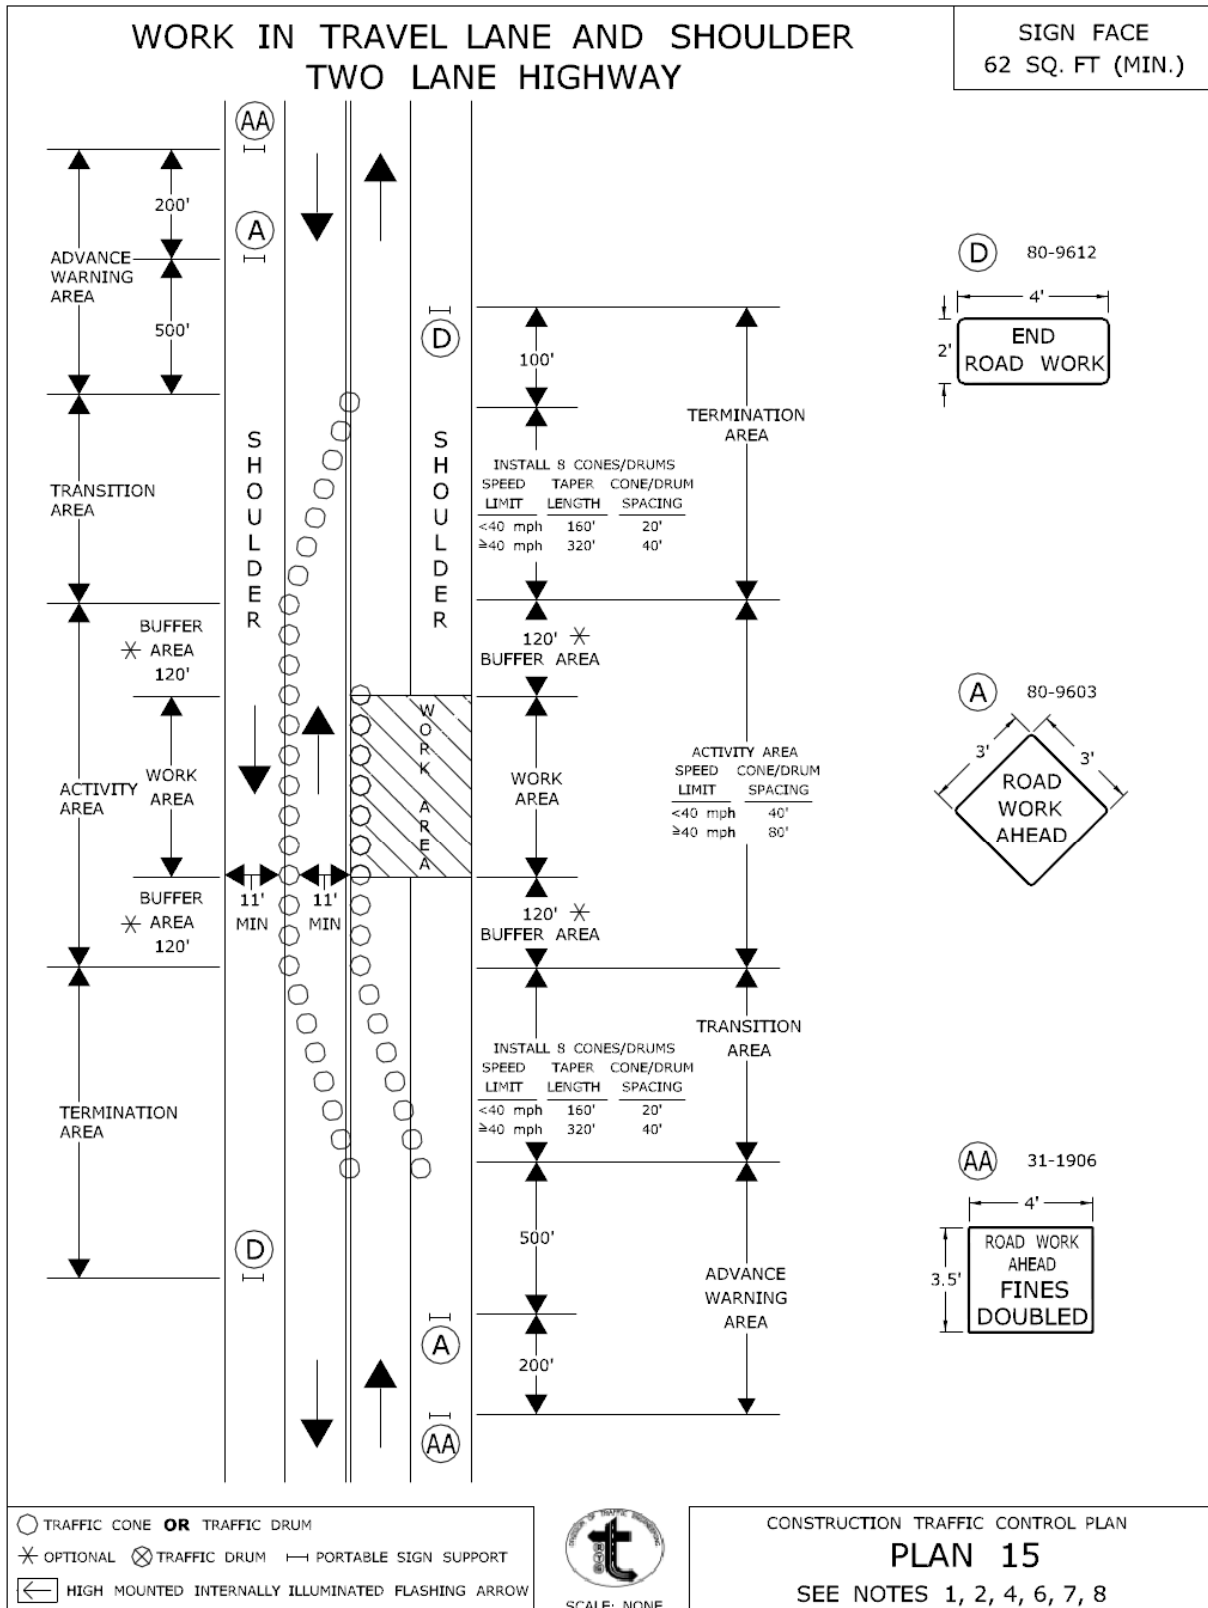 WORK IN TRAVEL LANE AND SHOULDER
TWO LANE HIGHWAY
SIGN FACE
62 SQ. FT (MIN.)
AA
200'
A
ADVANCE
WARNING
AREA
500'
D
100'
TERMINATION
AREA
D 80-9612
4'
2'
END
ROAD WORK
SHOULDER
SHOULDER
TRANSITION
AREA
INSTALL 8 CONES/DRUMS
SPEED TAPER CONE/DRUM
LIMIT LENGTH SPACING
<40 mph 160' 20'
≥40 mph 320' 40'
BUFFER
* AREA
120'
120' *
BUFFER AREA
A 80-9603
3' 3'
ROAD
WORK
AHEAD
WORK AREA
ACTIVITY
AREA
WORK
AREA
WORK
AREA
ACTIVITY AREA
SPEED CONE/DRUM
LIMIT SPACING
<40 mph 40'
≥40 mph 80'
11'
MIN
11'
MIN
BUFFER
* AREA
120'
120' *
BUFFER AREA
TRANSITION
AREA
INSTALL 8 CONES/DRUMS
SPEED TAPER CONE/DRUM
LIMIT LENGTH SPACING
<40 mph 160' 20'
≥40 mph 320' 40'
TERMINATION
AREA
AA 31-1906
4'
3.5'
ROAD WORK
AHEAD
FINES
DOUBLED
D
500'
ADVANCE
WARNING
AREA
A
200'
AA
TRAFFIC CONE OR TRAFFIC DRUM
* OPTIONAL TRAFFIC DRUM PORTABLE SIGN SUPPORT
HIGH MOUNTED INTERNALLY ILLUMINATED FLASHING ARROW
DIVISION OF TRAFFIC ENGINEERING
SCALE: NONE
CONSTRUCTION TRAFFIC CONTROL PLAN
PLAN 15
SEE NOTES 1, 2, 4, 6, 7, 8